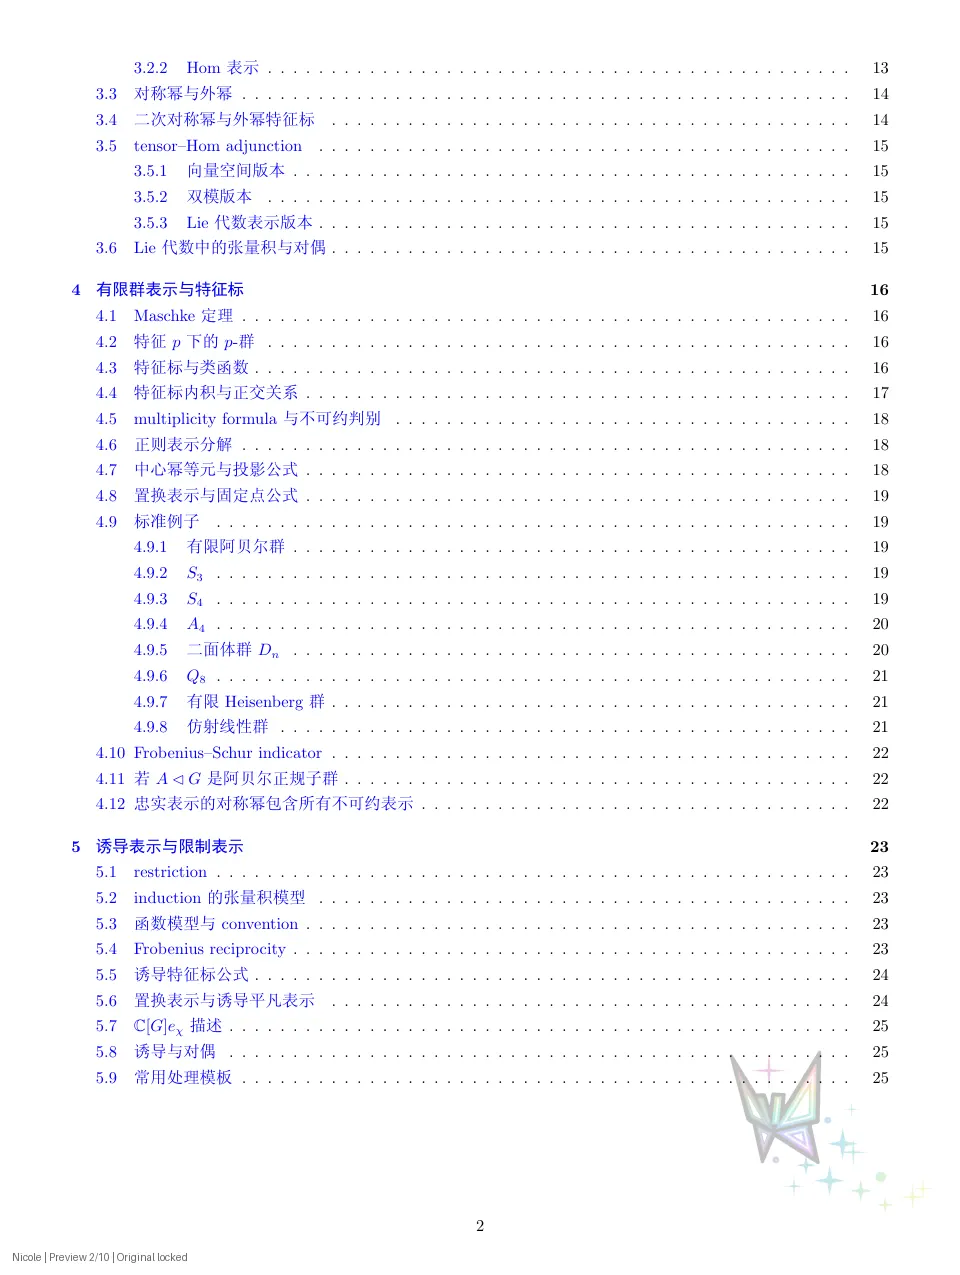 3.2.2 Hom 表示 . . . . . . . . . . . . . . . . . . . . . . . . . . . . . . . . . . . . . . . . . . . . . . 13
3.3 对称幂与外幂 . . . . . . . . . . . . . . . . . . . . . . . . . . . . . . . . . . . . . . . . . . . . . . . . 14
3.4 二次对称幂与外幂特征标 . . . . . . . . . . . . . . . . . . . . . . . . . . . . . . . . . . . . . . . . . 14
3.5 tensor–Hom adjunction . . . . . . . . . . . . . . . . . . . . . . . . . . . . . . . . . . . . . . . . . . 15
3.5.1 向量空间版本 . . . . . . . . . . . . . . . . . . . . . . . . . . . . . . . . . . . . . . . . . . . . 15
3.5.2 双模版本 . . . . . . . . . . . . . . . . . . . . . . . . . . . . . . . . . . . . . . . . . . . . . . 15
3.5.3 Lie 代数表示版本 . . . . . . . . . . . . . . . . . . . . . . . . . . . . . . . . . . . . . . . . . . 15
3.6 Lie 代数中的张量积与对偶 . . . . . . . . . . . . . . . . . . . . . . . . . . . . . . . . . . . . . . . . . 15
4 有限群表示与特征标 16
4.1 Maschke 定理 . . . . . . . . . . . . . . . . . . . . . . . . . . . . . . . . . . . . . . . . . . . . . . . . 16
4.2 特征 p 下的 p-群 . . . . . . . . . . . . . . . . . . . . . . . . . . . . . . . . . . . . . . . . . . . . . . 16
4.3 特征标与类函数 . . . . . . . . . . . . . . . . . . . . . . . . . . . . . . . . . . . . . . . . . . . . . . . 16
4.4 特征标内积与正交关系 . . . . . . . . . . . . . . . . . . . . . . . . . . . . . . . . . . . . . . . . . . . 17
4.5 multiplicity formula 与不可约判别 . . . . . . . . . . . . . . . . . . . . . . . . . . . . . . . . . . . . 18
4.6 正则表示分解 . . . . . . . . . . . . . . . . . . . . . . . . . . . . . . . . . . . . . . . . . . . . . . . . 18
4.7 中心幂等元与投影公式 . . . . . . . . . . . . . . . . . . . . . . . . . . . . . . . . . . . . . . . . . . . 18
4.8 置换表示与固定点公式 . . . . . . . . . . . . . . . . . . . . . . . . . . . . . . . . . . . . . . . . . . . 19
4.9 标准例子 . . . . . . . . . . . . . . . . . . . . . . . . . . . . . . . . . . . . . . . . . . . . . . . . . . 19
4.9.1 有限阿贝尔群 . . . . . . . . . . . . . . . . . . . . . . . . . . . . . . . . . . . . . . . . . . . . 19
4.9.2 S₃ . . . . . . . . . . . . . . . . . . . . . . . . . . . . . . . . . . . . . . . . . . . . . . . . . . 19
4.9.3 S₄ . . . . . . . . . . . . . . . . . . . . . . . . . . . . . . . . . . . . . . . . . . . . . . . . . . 19
4.9.4 A₄ . . . . . . . . . . . . . . . . . . . . . . . . . . . . . . . . . . . . . . . . . . . . . . . . . . 20
4.9.5 二面体群 Dₙ . . . . . . . . . . . . . . . . . . . . . . . . . . . . . . . . . . . . . . . . . . . . 20
4.9.6 Q₈ . . . . . . . . . . . . . . . . . . . . . . . . . . . . . . . . . . . . . . . . . . . . . . . . . . 21
4.9.7 有限 Heisenberg 群 . . . . . . . . . . . . . . . . . . . . . . . . . . . . . . . . . . . . . . . . . 21
4.9.8 仿射线性群 . . . . . . . . . . . . . . . . . . . . . . . . . . . . . . . . . . . . . . . . . . . . . 21
4.10 Frobenius–Schur indicator . . . . . . . . . . . . . . . . . . . . . . . . . . . . . . . . . . . . . . . . . 22
4.11 若 A ◁ G 是阿贝尔正规子群 . . . . . . . . . . . . . . . . . . . . . . . . . . . . . . . . . . . . . . . . 22
4.12 忠实表示的对称幂包含所有不可约表示 . . . . . . . . . . . . . . . . . . . . . . . . . . . . . . . . . . 22
5 诱导表示与限制表示 23
5.1 restriction . . . . . . . . . . . . . . . . . . . . . . . . . . . . . . . . . . . . . . . . . . . . . . . . . . 23
5.2 induction 的张量积模型 . . . . . . . . . . . . . . . . . . . . . . . . . . . . . . . . . . . . . . . . . . 23
5.3 函数模型与 convention . . . . . . . . . . . . . . . . . . . . . . . . . . . . . . . . . . . . . . . . . . . 23
5.4 Frobenius reciprocity . . . . . . . . . . . . . . . . . . . . . . . . . . . . . . . . . . . . . . . . . . . . 23
5.5 诱导特征标公式 . . . . . . . . . . . . . . . . . . . . . . . . . . . . . . . . . . . . . . . . . . . . . . . 24
5.6 置换表示与诱导平凡表示 . . . . . . . . . . . . . . . . . . . . . . . . . . . . . . . . . . . . . . . . . 24
5.7 ℂ[G]eᵪ 描述 . . . . . . . . . . . . . . . . . . . . . . . . . . . . . . . . . . . . . . . . . . . . . . . . . 25
5.8 诱导与对偶 . . . . . . . . . . . . . . . . . . . . . . . . . . . . . . . . . . . . . . . . . . . . . . . . . 25
5.9 常用处理模板 . . . . . . . . . . . . . . . . . . . . . . . . . . . . . . . . . . . . . . . . . . . . . . . . 25
2
Nicole | Preview 2/10 | Original locked